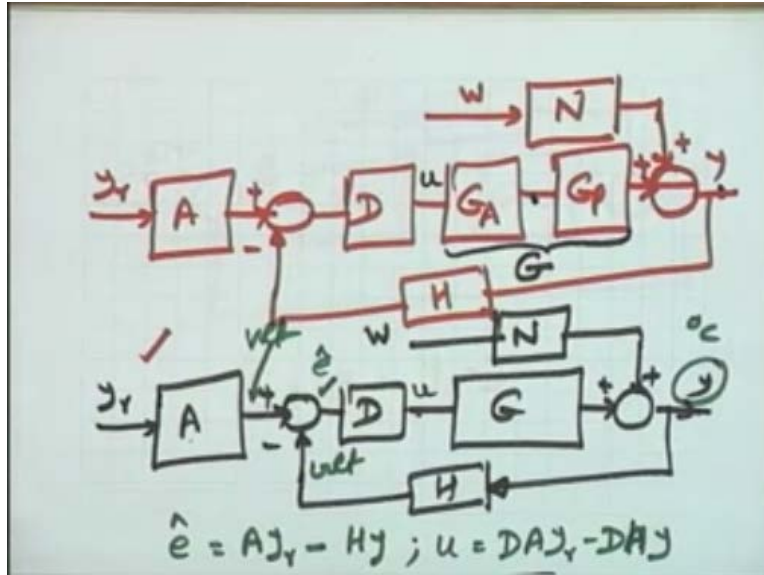 W N
+
yr A + D u GA GP + y
-
G
H
volt W N °C
ê +
yr A + D u G + y
-
volt
H
ê = Ayr - Hy ; u = DAyr - DHy